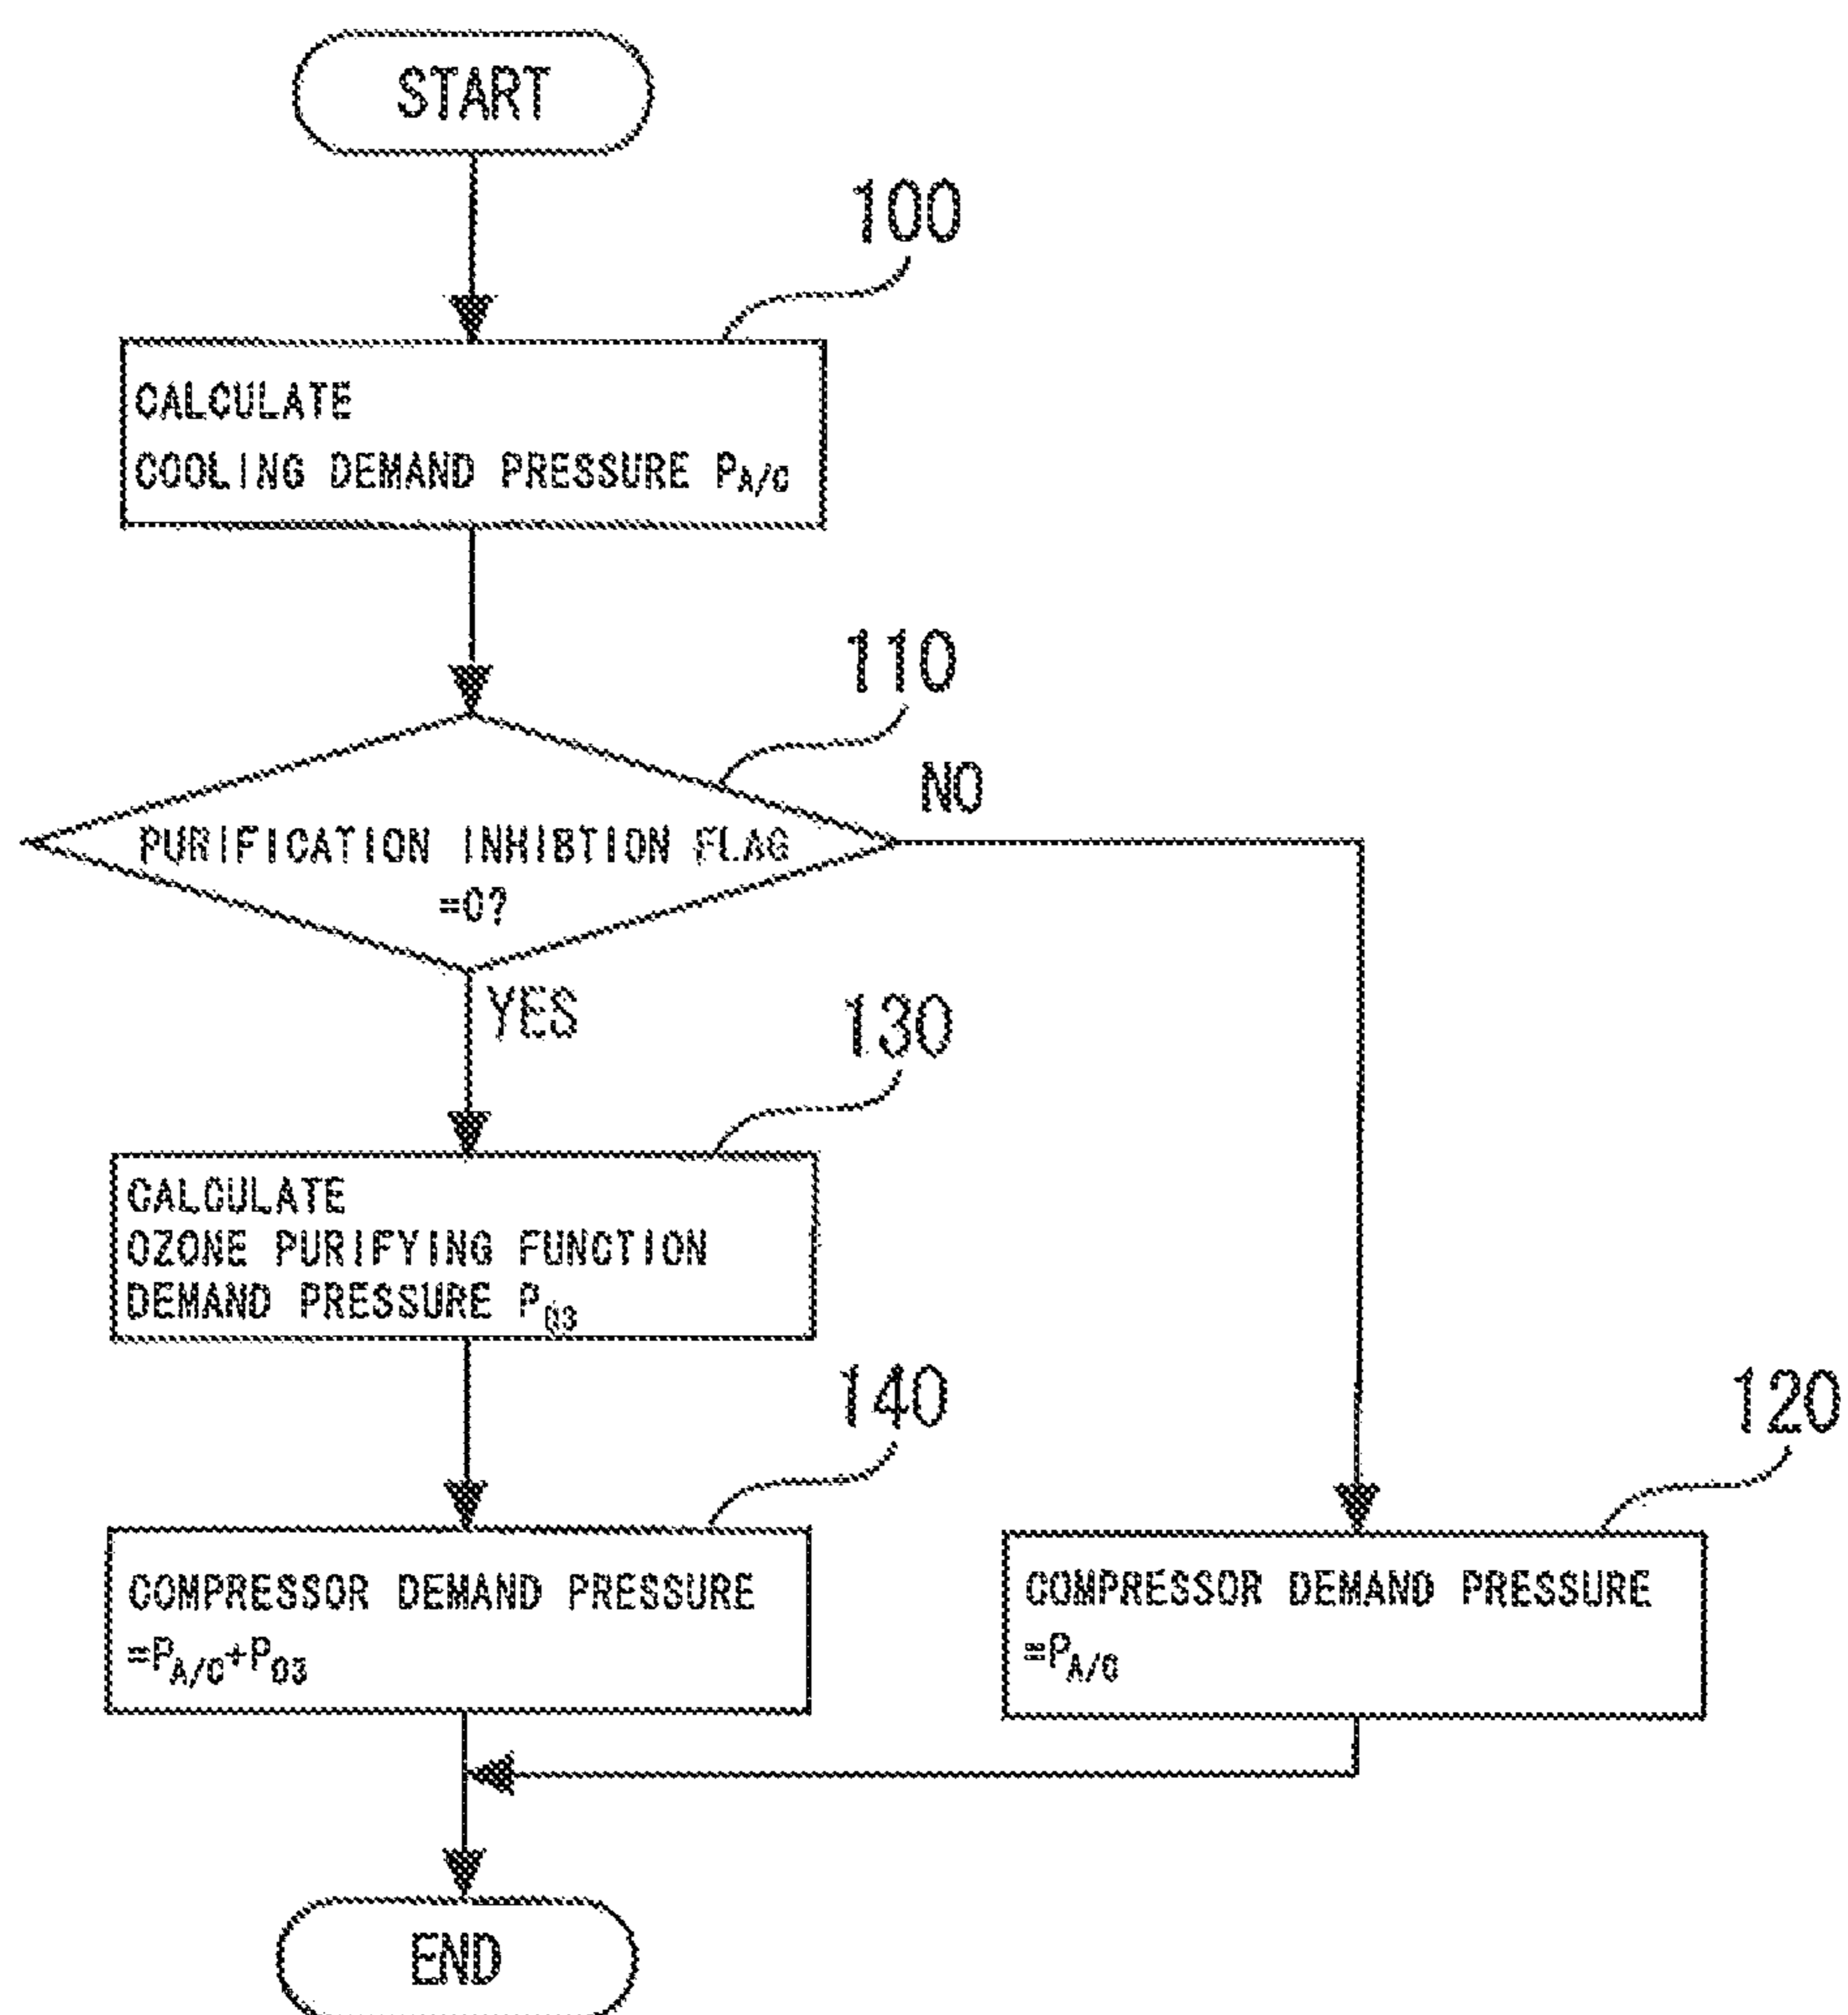 START
100
CALCULATE
COOLING DEMAND PRESSURE PA/C
110
NO
PURIFICATION INHIBTION FLAG
=0?
YES
130
CALCULATE
OZONE PURIFYING FUNCTION
DEMAND PRESSURE PO3
140
120
COMPRESSOR DEMAND PRESSURE
=PA/C+PO3
COMPRESSOR DEMAND PRESSURE
=PA/C
END